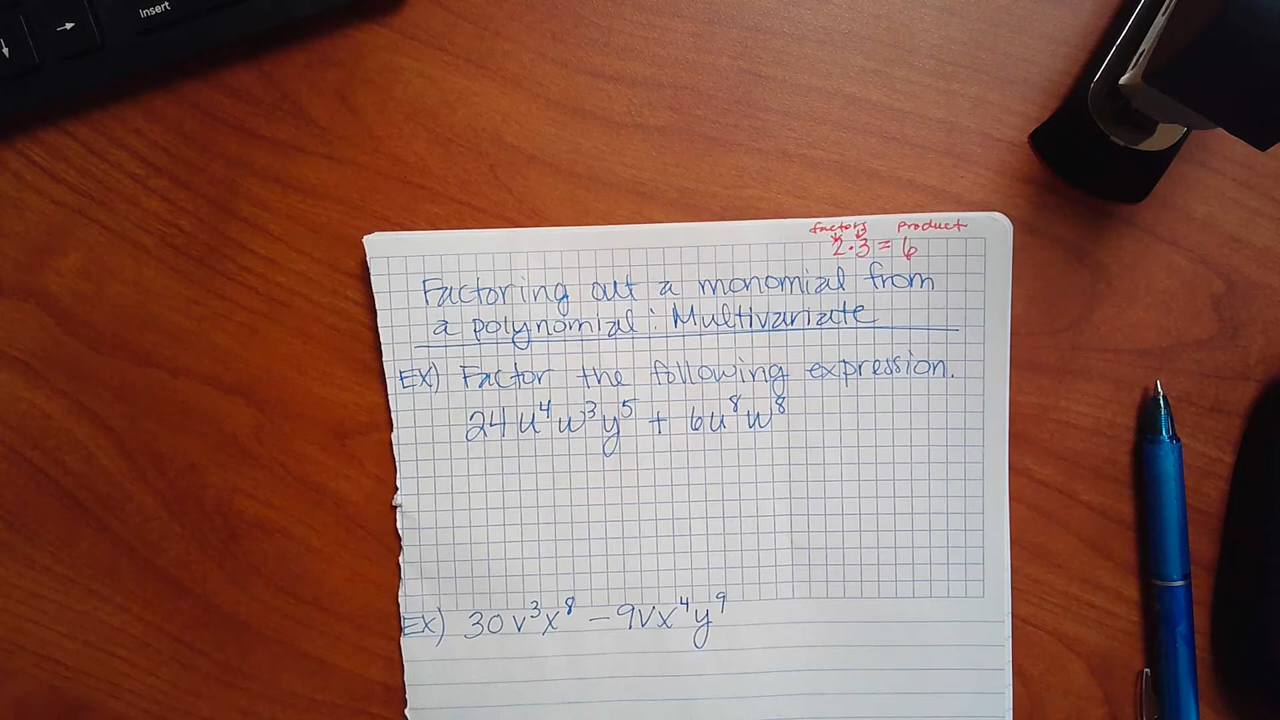 Insert
factors product
2·3 = 6
Factoring out a monomial from
a polynomial: Multivariate
EX) Factor the following expression.
24u⁴w³y⁵ + 6u⁸w⁸
EX) 30v³x⁸ - 9vx⁴y⁹